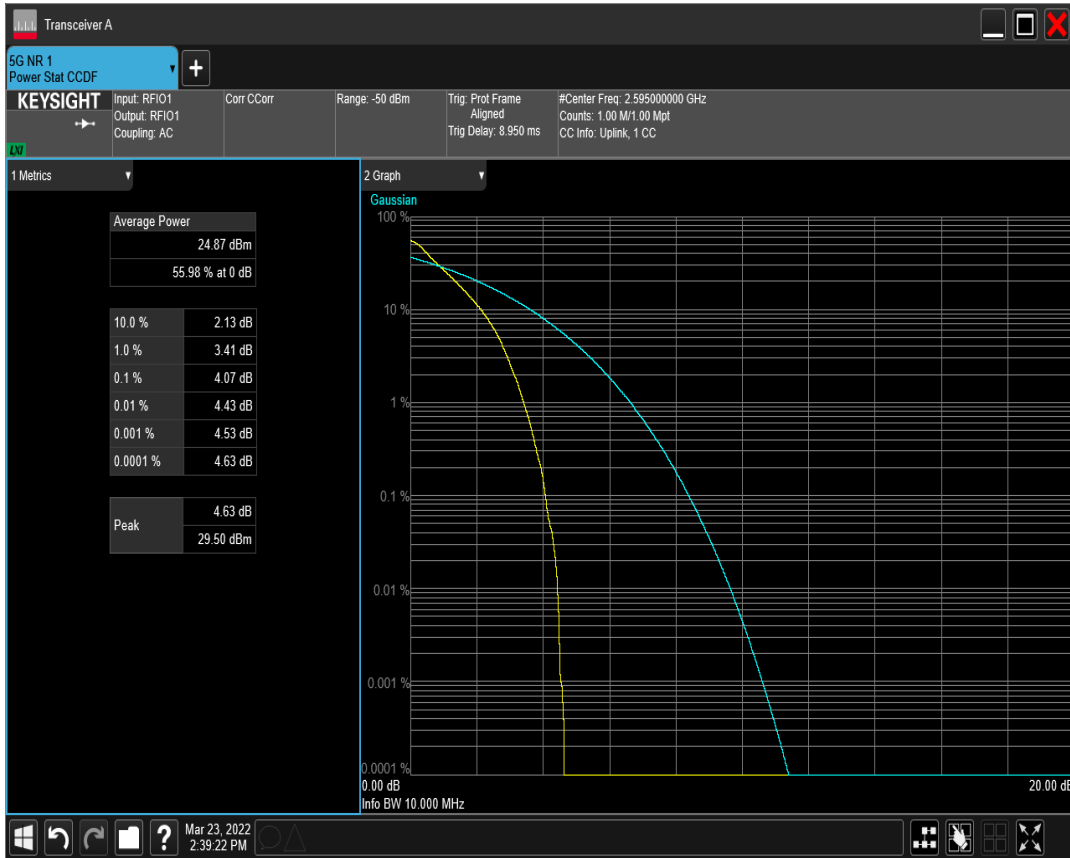 Transceiver A
5G NR 1
Power Stat CCDF
KEYSIGHT
LXI
Input: RFIO1
Output: RFIO1
Coupling: AC
Corr CCorr
Range: -50 dBm
Trig: Prot Frame
Aligned
Trig Delay: 8.950 ms
#Center Freq: 2.595000000 GHz
Counts: 1.00 M/1.00 Mpt
CC Info: Uplink, 1 CC
1 Metrics
Average Power
24.87 dBm
55.98 % at 0 dB
10.0 % 2.13 dB
1.0 % 3.41 dB
0.1 % 4.07 dB
0.01 % 4.43 dB
0.001 % 4.53 dB
0.0001 % 4.63 dB
Peak
4.63 dB
29.50 dBm
2 Graph
Gaussian
100 %
10 %
1 %
0.1 %
0.01 %
0.001 %
0.0001 %
0.00 dB 20.00 dB
Info BW 10.000 MHz
?
Mar 23, 2022
2:39:22 PM